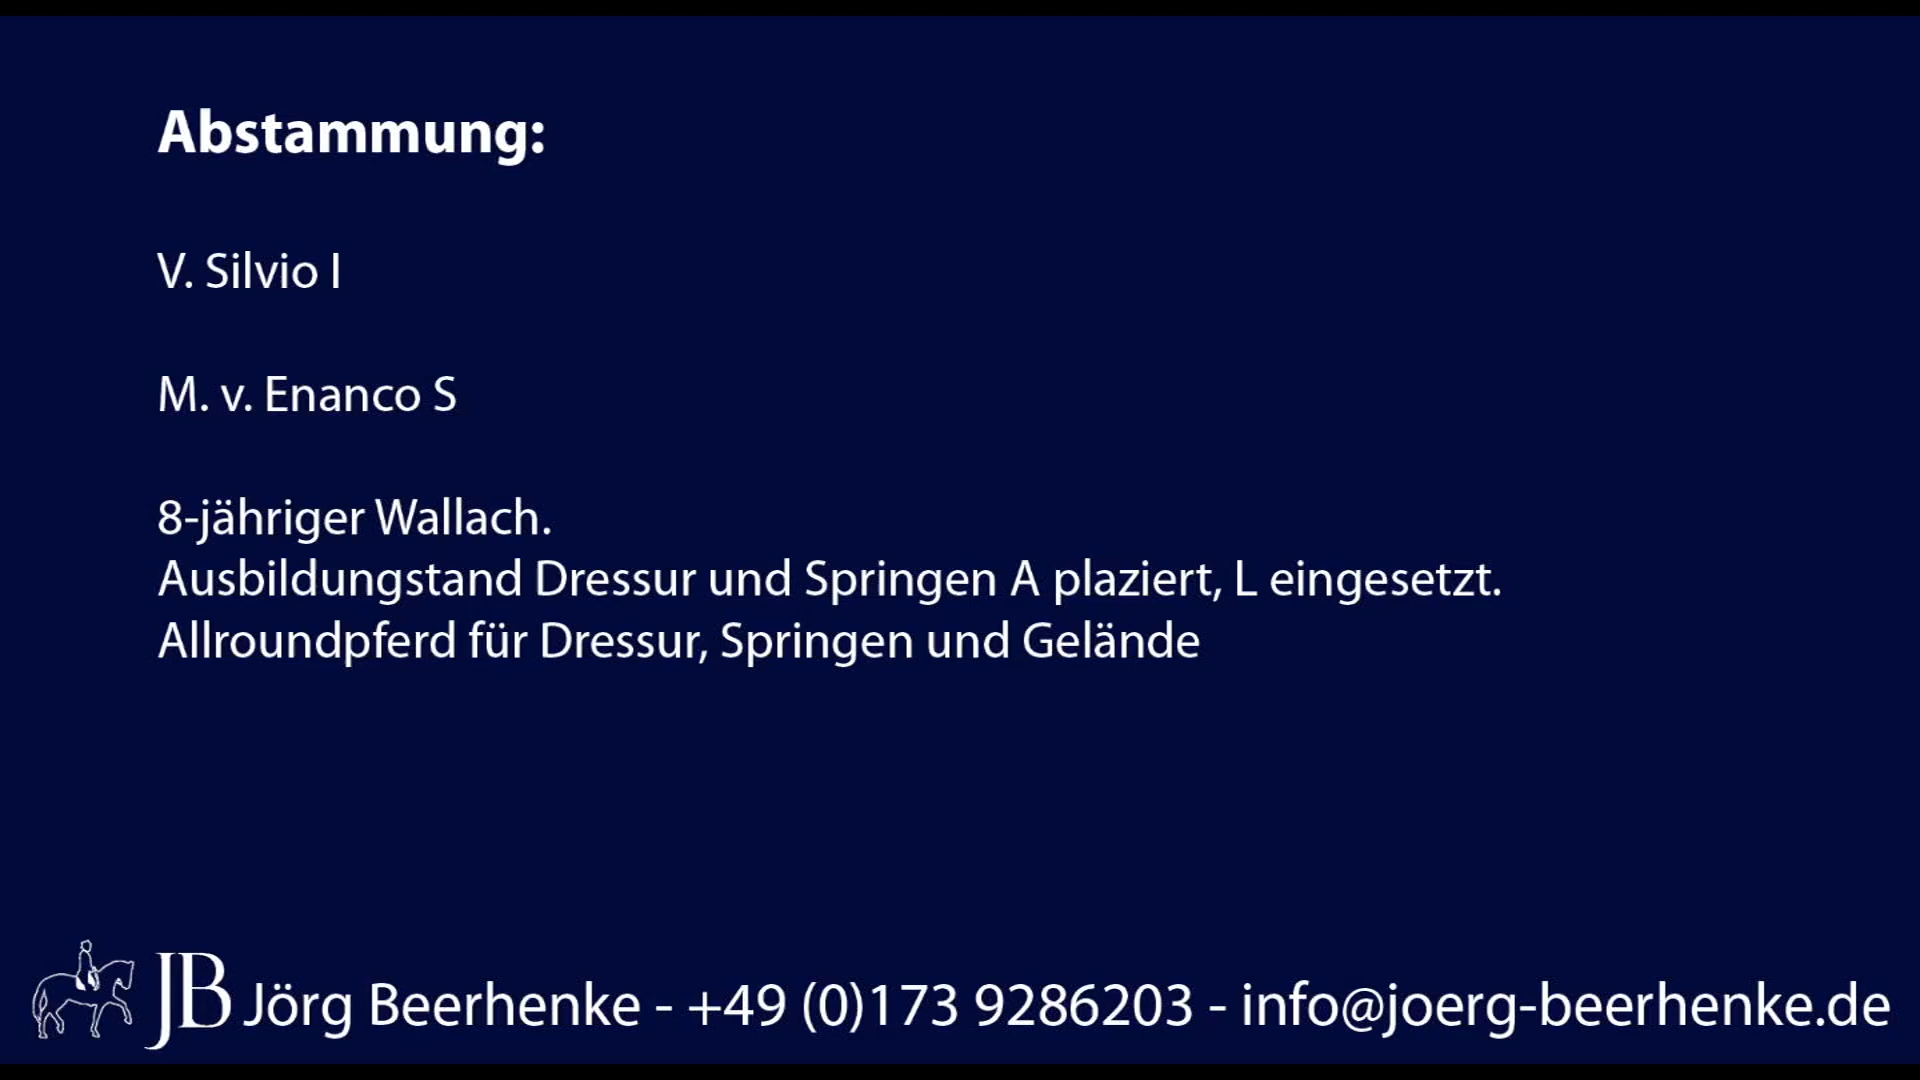 Abstammung:
V. Silvio I
M. v. Enanco S
8-jähriger Wallach.
Ausbildungstand Dressur und Springen A plaziert, L eingesetzt.
Allroundpferd für Dressur, Springen und Gelände
JB Jörg Beerhenke - +49 (0)173 9286203 - info@joerg-beerhenke.de